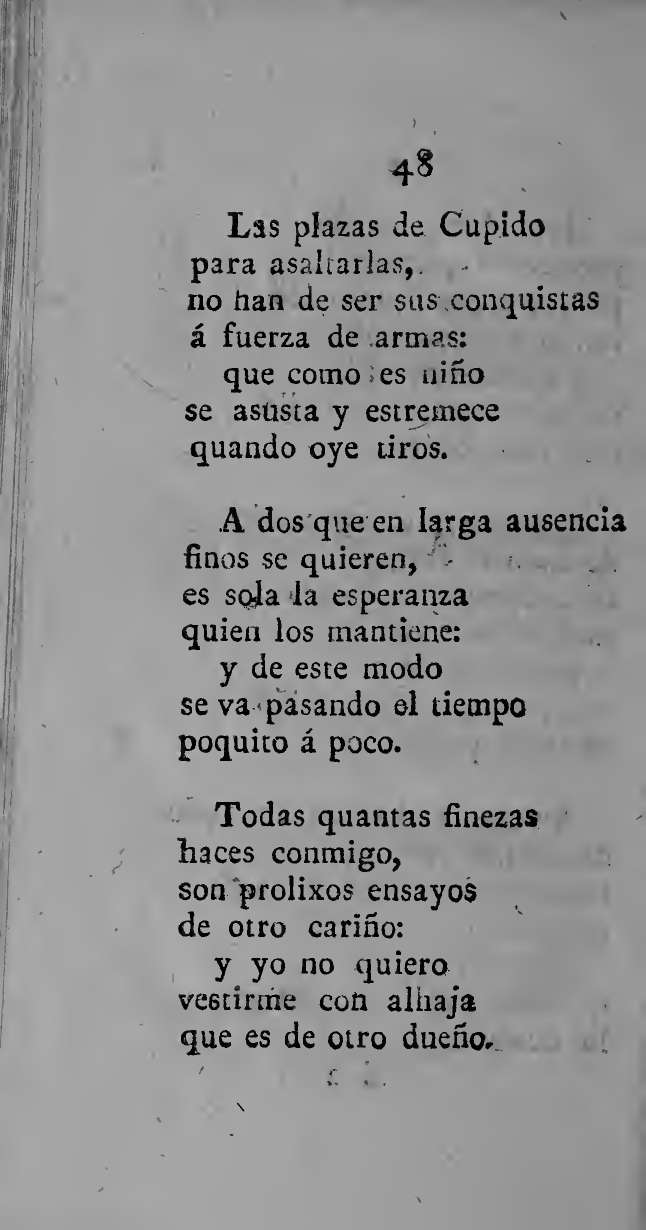 48
Las plazas de Cupido
para asaltarlas,
no han de ser sus conquistas
á fuerza de armas:
que como es niño
se asusta y estremece
quando oye tiros.
A dos que en larga ausencia
finos se quieren,
es sola la esperanza
quien los mantiene:
y de este modo
se va pasando el tiempo
poquito á poco.
Todas quantas finezas
haces conmigo,
son prolixos ensayos
de otro cariño:
y yo no quiero
vestirme con alhaja
que es de otro dueño.